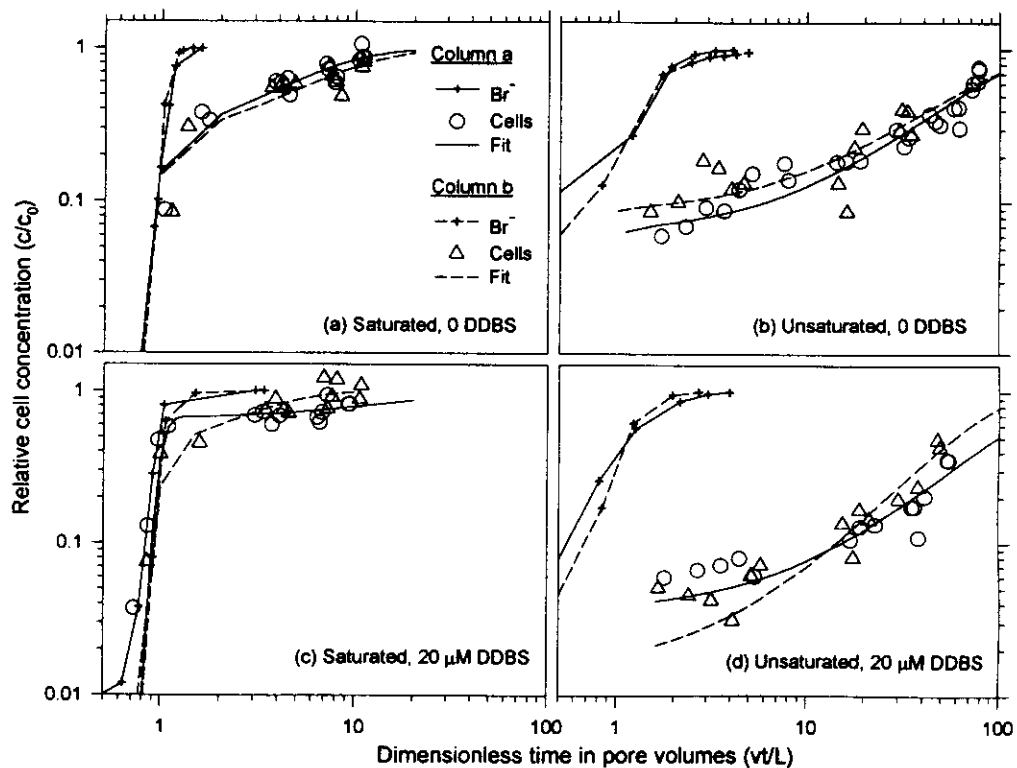 Relative cell concentration (c/c₀)
1
0.1
0.01
Column a
Br⁻
Cells
Fit
Column b
Br⁻
Cells
Fit
(a) Saturated, 0 DDBS
(b) Unsaturated, 0 DDBS
1
0.1
0.01
(c) Saturated, 20 μM DDBS
(d) Unsaturated, 20 μM DDBS
1 10 100 1 10 100
Dimensionless time in pore volumes (vt/L)